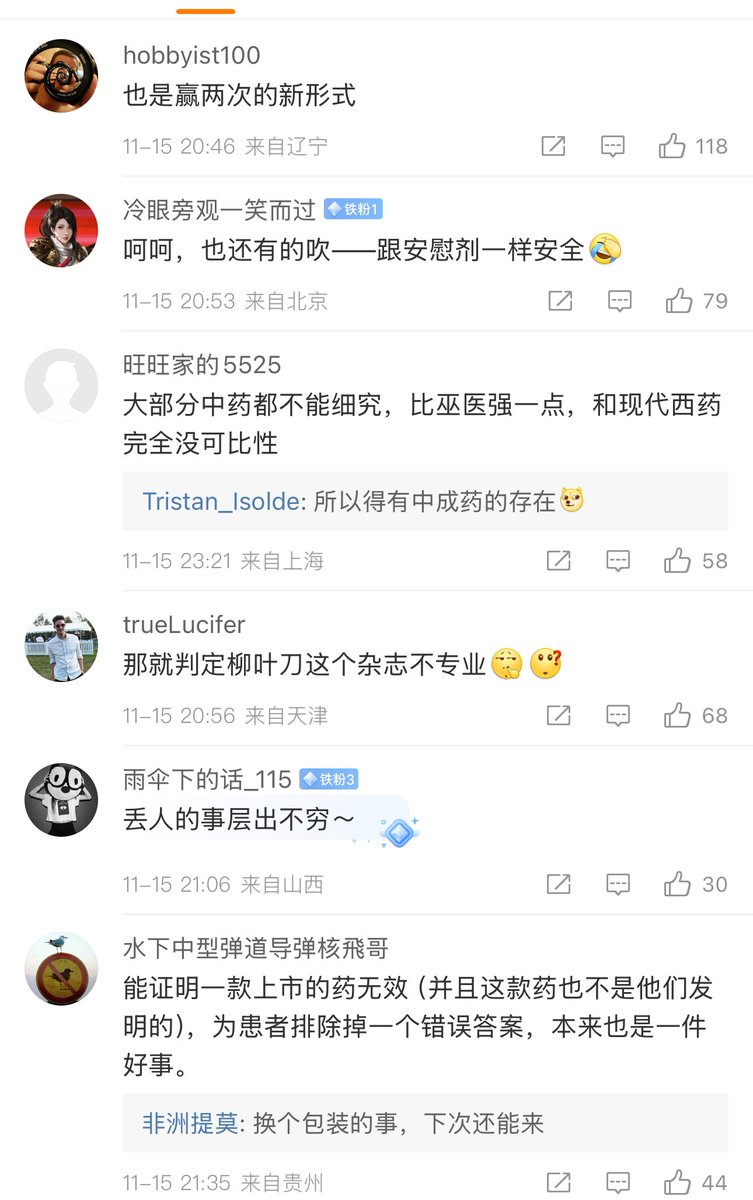 hobbyist100
也是赢两次的新形式
11-15 20:46 来自辽宁
118
冷眼旁观一笑而过 铁粉1
呵呵，也还有的吹——跟安慰剂一样安全
11-15 20:53 来自北京
79
旺旺家的5525
大部分中药都不能细究，比巫医强一点，和现代西药
完全没可比性
Tristan_Isolde: 所以得有中成药的存在
11-15 23:21 来自上海
58
trueLucifer
那就判定柳叶刀这个杂志不专业
11-15 20:56 来自天津
68
雨伞下的话_115 铁粉3
丢人的事层出不穷～
11-15 21:06 来自山西
30
水下中型弹道导弹核飛哥
能证明一款上市的药无效（并且这款药也不是他们发
明的），为患者排除掉一个错误答案，本来也是一件
好事。
非洲提莫: 换个包装的事，下次还能来
11-15 21:35 来自贵州
44